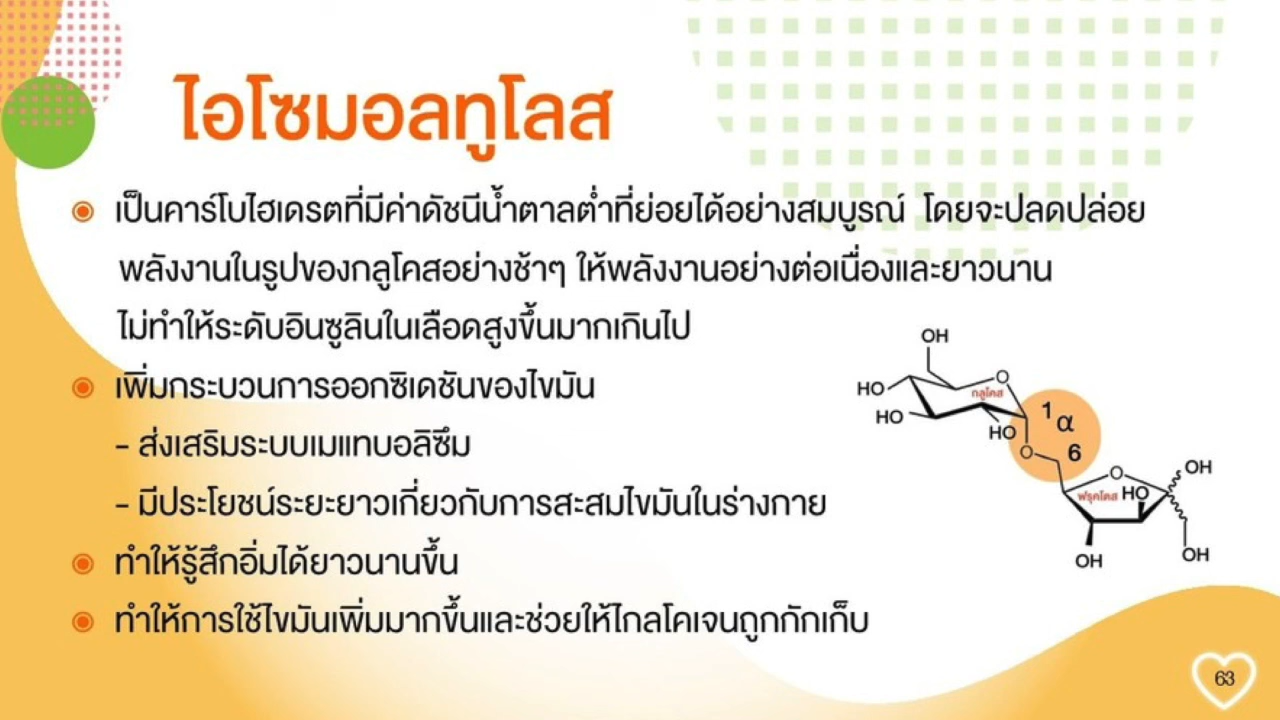 ไอโซมอลทูโลส
เป็นคาร์โบไฮเดรตที่มีค่าดัชนีน้ำตาลต่ำที่ย่อยได้อย่างสมบูรณ์ โดยจะปลดปล่อย
พลังงานในรูปของกลูโคสอย่างช้าๆ ให้พลังงานอย่างต่อเนื่องและยาวนาน
ไม่ทำให้ระดับอินซูลินในเลือดสูงขึ้นมากเกินไป
เพิ่มกระบวนการออกซิเดชันของไขมัน
- ส่งเสริมระบบเมแทบอลิซึม
- มีประโยชน์ระยะยาวเกี่ยวกับการสะสมไขมันในร่างกาย
ทำให้รู้สึกอิ่มได้ยาวนานขึ้น
ทำให้การใช้ไขมันเพิ่มมากขึ้นและช่วยให้ไกลโคเจนถูกกักเก็บ
OH
HO
O
กลูโคส
HO
HO
1
α
O
6
O
OH
ฟรุคโตส
HO
OH
OH
63